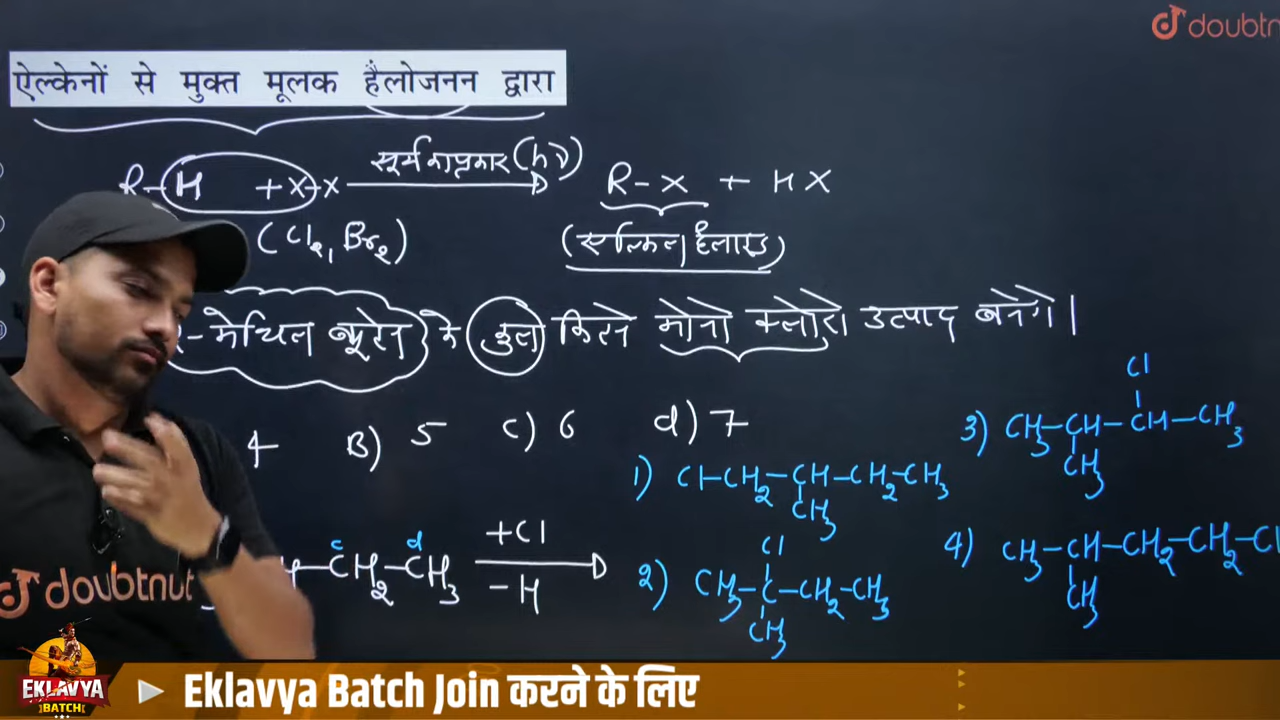 doubtn
ऐल्केनों से मुक्त मूलक हैलोजनन द्वारा
R-H + X-X सूर्य का प्रकाश (hν) R-X + HX
(Cl2, Br2) (एल्किल हैलाइड)
-मेथिल ब्यूटेन के कुल कितने मोनो क्लोरो उत्पाद बनेंगे।
4 B) 5 C) 6 d) 7
1) Cl-CH2-CH-CH2-CH3
CH3
Cl
2) CH3-C-CH2-CH3
CH3
Cl
3) CH3-CH-CH-CH3
CH3
4) CH3-CH-CH2-CH2-Cl
CH3
c d
-CH2-CH3 +Cl
-H
doubtnut
EKLAVYA
BATCH
Eklavya Batch Join करने के लिए